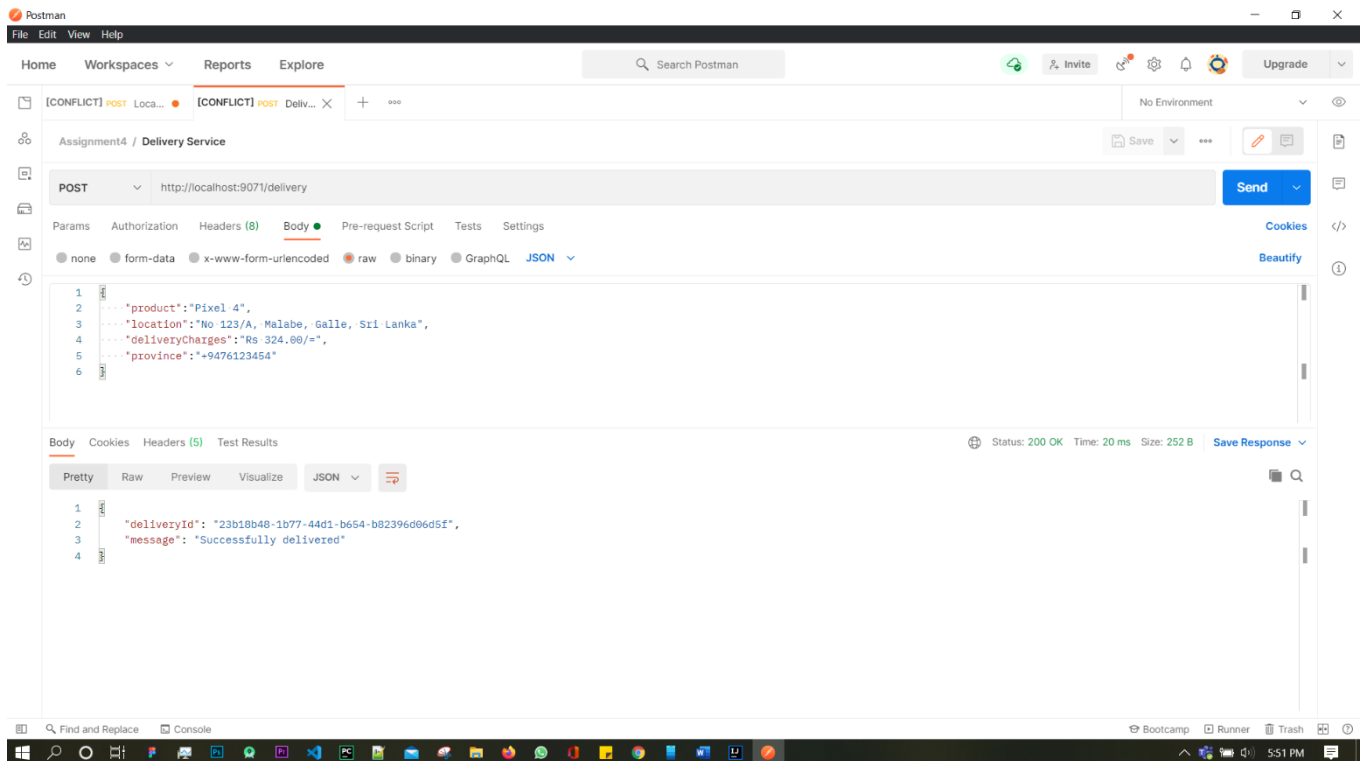 Postman
File Edit View Help
Home Workspaces Reports Explore Search Postman Invite Upgrade
[CONFLICT] POST Loca... [CONFLICT] POST Deliv... No Environment
Assignment4 / Delivery Service Save
POST http://localhost:9071/delivery Send
Params Authorization Headers (8) Body Pre-request Script Tests Settings Cookies
none form-data x-www-form-urlencoded raw binary GraphQL JSON Beautify
1 {
2 "product":"Pixel 4",
3 "location":"No 123/A, Malabe, Galle, Sri Lanka",
4 "deliveryCharges":"Rs 324.00/=",
5 "province":"+9476123454"
6 }
Body Cookies Headers (5) Test Results Status: 200 OK Time: 20 ms Size: 252 B Save Response
Pretty Raw Preview Visualize JSON
1 {
2 "deliveryId": "23b18b48-1b77-44d1-b654-b82396d06d5f",
3 "message": "Successfully delivered"
4 }
Find and Replace Console Bootcamp Runner Trash
5:51 PM